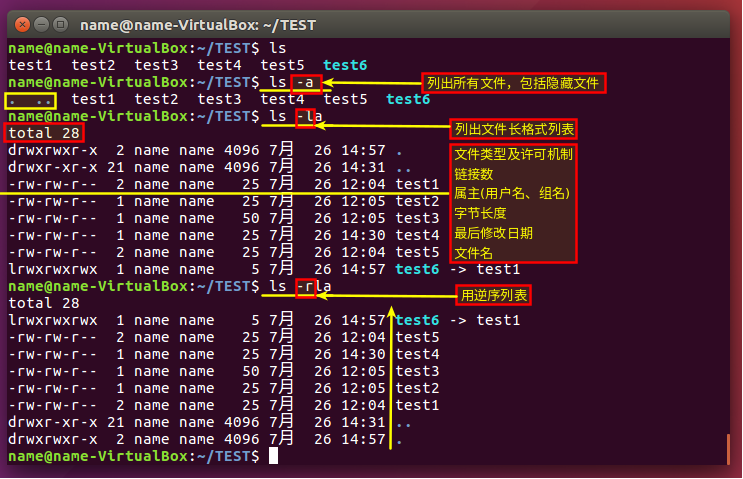 name@name-VirtualBox: ~/TEST
name@name-VirtualBox:~/TEST$ ls
test1 test2 test3 test4 test5 test6
name@name-VirtualBox:~/TEST$ ls -a 列出所有文件，包括隐藏文件
. .. test1 test2 test3 test4 test5 test6
name@name-VirtualBox:~/TEST$ ls -la 列出文件长格式列表
total 28
drwxrwxr-x 2 name name 4096 7月 26 14:57 . 文件类型及许可机制
drwxr-xr-x 21 name name 4096 7月 26 14:31 .. 链接数
-rw-rw-r-- 2 name name 25 7月 26 12:04 test1 属主(用户名、组名)
-rw-rw-r-- 1 name name 25 7月 26 12:05 test2 字节长度
-rw-rw-r-- 1 name name 50 7月 26 12:05 test3 最后修改日期
-rw-rw-r-- 1 name name 25 7月 26 14:30 test4 文件名
-rw-rw-r-- 2 name name 25 7月 26 12:04 test5
lrwxrwxrwx 1 name name 5 7月 26 14:57 test6 -> test1
name@name-VirtualBox:~/TEST$ ls -rla 用逆序列表
total 28
lrwxrwxrwx 1 name name 5 7月 26 14:57 test6 -> test1
-rw-rw-r-- 2 name name 25 7月 26 12:04 test5
-rw-rw-r-- 1 name name 25 7月 26 14:30 test4
-rw-rw-r-- 1 name name 50 7月 26 12:05 test3
-rw-rw-r-- 1 name name 25 7月 26 12:05 test2
-rw-rw-r-- 2 name name 25 7月 26 12:04 test1
drwxr-xr-x 21 name name 4096 7月 26 14:31 ..
drwxrwxr-x 2 name name 4096 7月 26 14:57 .
name@name-VirtualBox:~/TEST$